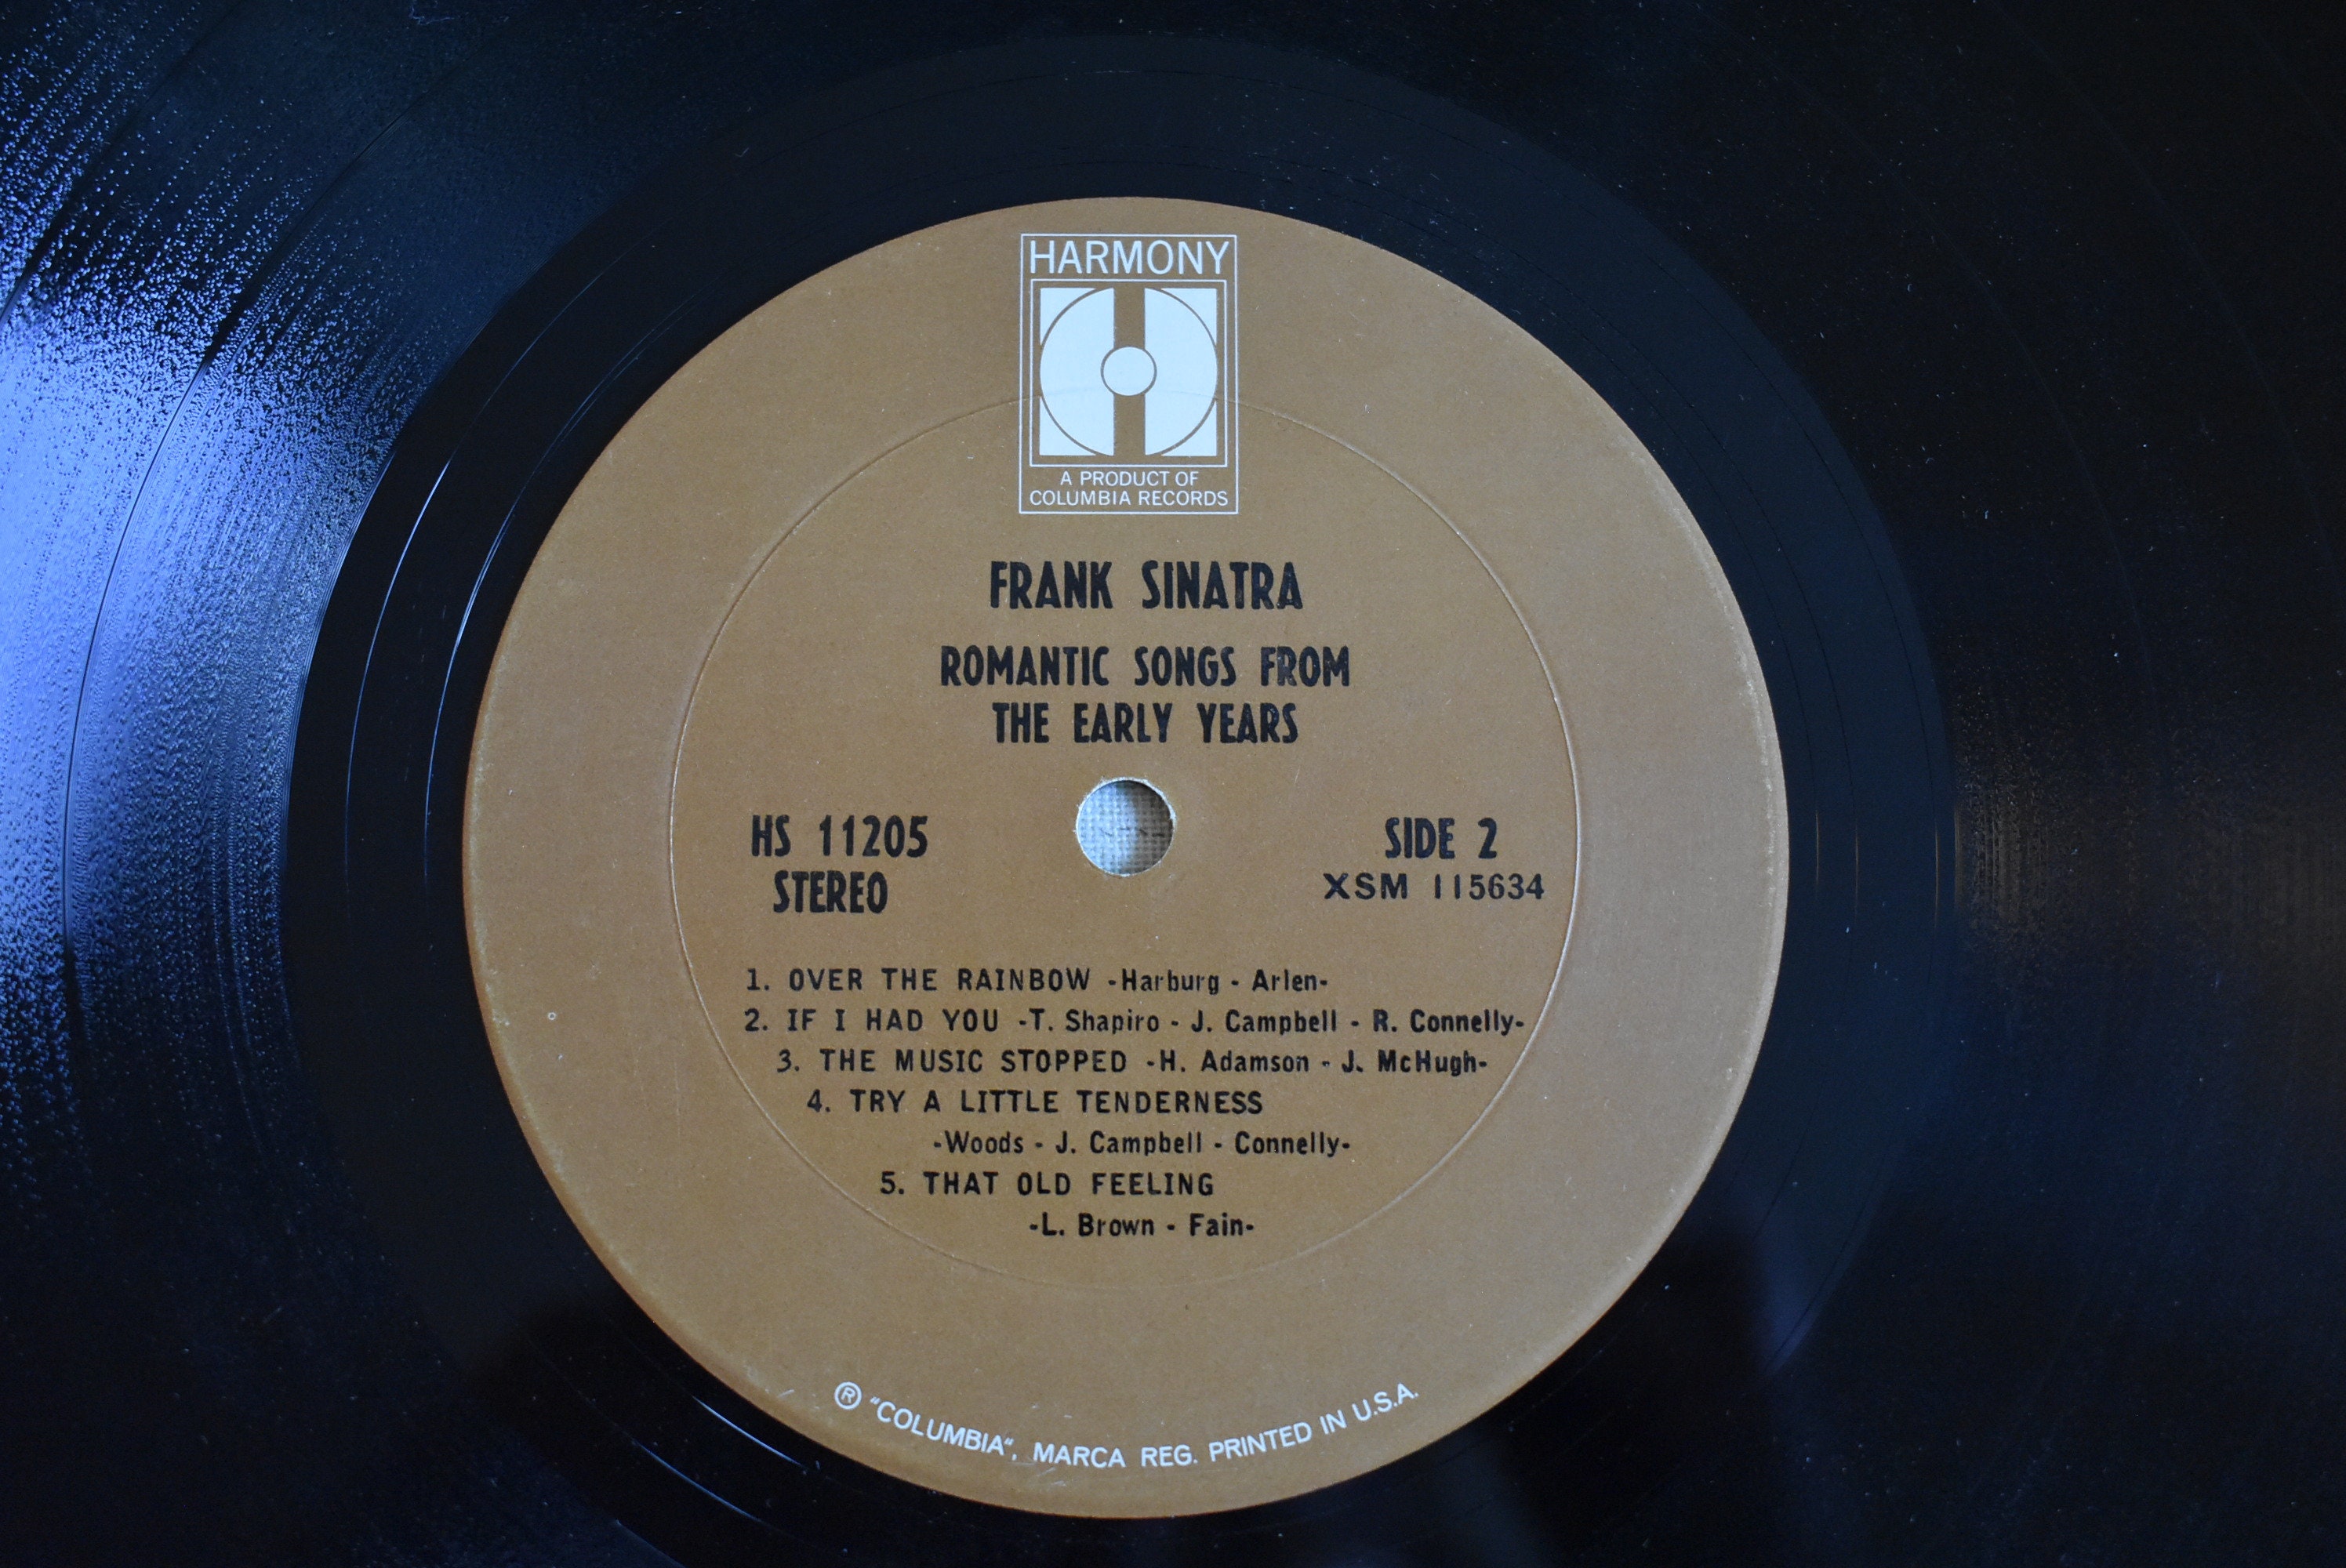 HARMONY
A PRODUCT OF
COLUMBIA RECORDS
FRANK SINATRA
ROMANTIC SONGS FROM
THE EARLY YEARS
HS 11205
STEREO
SIDE 2
XSM 115634
1. OVER THE RAINBOW -Harburg - Arlen-
2. IF I HAD YOU -T. Shapiro - J. Campbell - R. Connelly-
3. THE MUSIC STOPPED -H. Adamson - J. McHugh-
4. TRY A LITTLE TENDERNESS
-Woods - J. Campbell - Connelly-
5. THAT OLD FEELING
-L. Brown - Fain-
® "COLUMBIA", MARCA REG. PRINTED IN U.S.A.